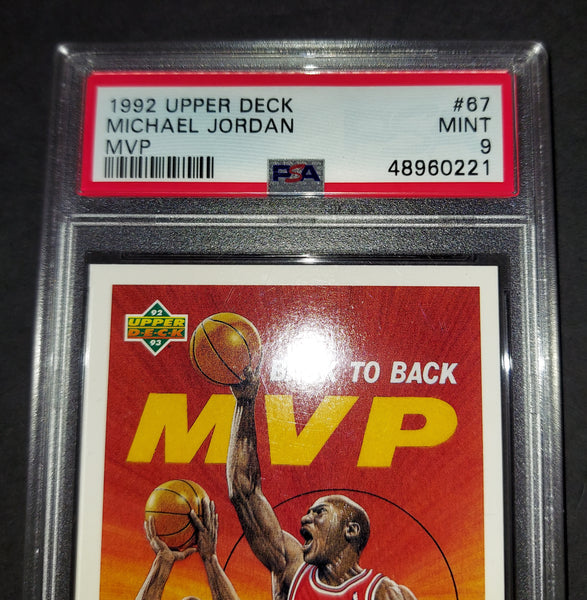 1992 UPPER DECK #67
MICHAEL JORDAN MINT
MVP 9
PSA 48960221
92
UPPER
DECK
93
BACK TO BACK
MVP